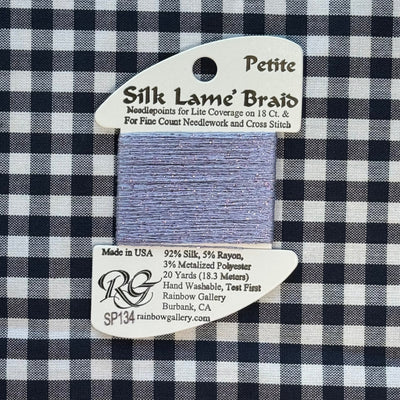 Petite
Silk Lame' Braid
Needlepoints for Lite Coverage on 18 Ct. &
For Fine Count Needlework and Cross Stitch
Made in USA
92% Silk, 5% Rayon,
3% Metalized Polyester
20 Yards (18.3 Meters)
Hand Washable, Test First
Rainbow Gallery
Burbank, CA
RG
SP134 rainbowgallery.com